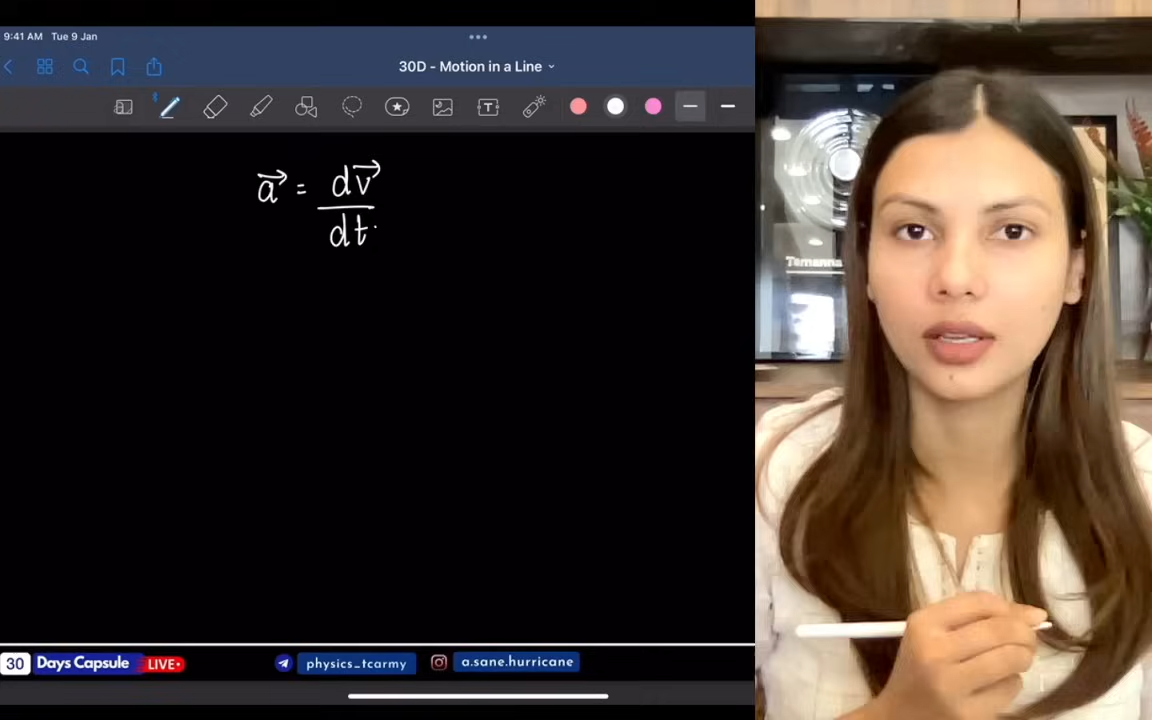 9:41 AM Tue 9 Jan
30D - Motion in a Line
T
a⃗ = dv⃗
dt
Tamanna
30 Days Capsule LIVE
physics_tcarmy
a.sane.hurricane